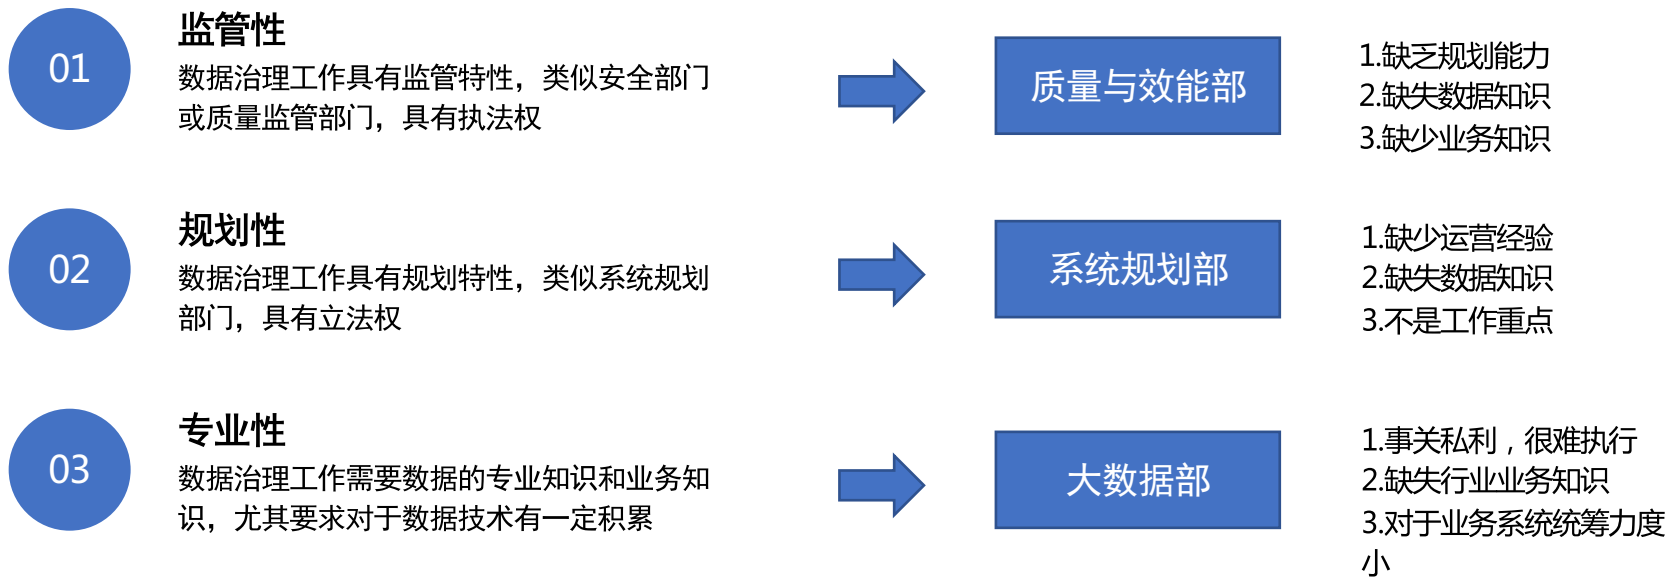 01
监管性
数据治理工作具有监管特性，类似安全部门
或质量监管部门，具有执法权
质量与效能部
1.缺乏规划能力
2.缺失数据知识
3.缺少业务知识
02
规划性
数据治理工作具有规划特性，类似系统规划
部门，具有立法权
系统规划部
1.缺少运营经验
2.缺失数据知识
3.不是工作重点
03
专业性
数据治理工作需要数据的专业知识和业务知
识，尤其要求对于数据技术有一定积累
大数据部
1.事关私利，很难执行
2.缺失行业业务知识
3.对于业务系统统筹力度
小